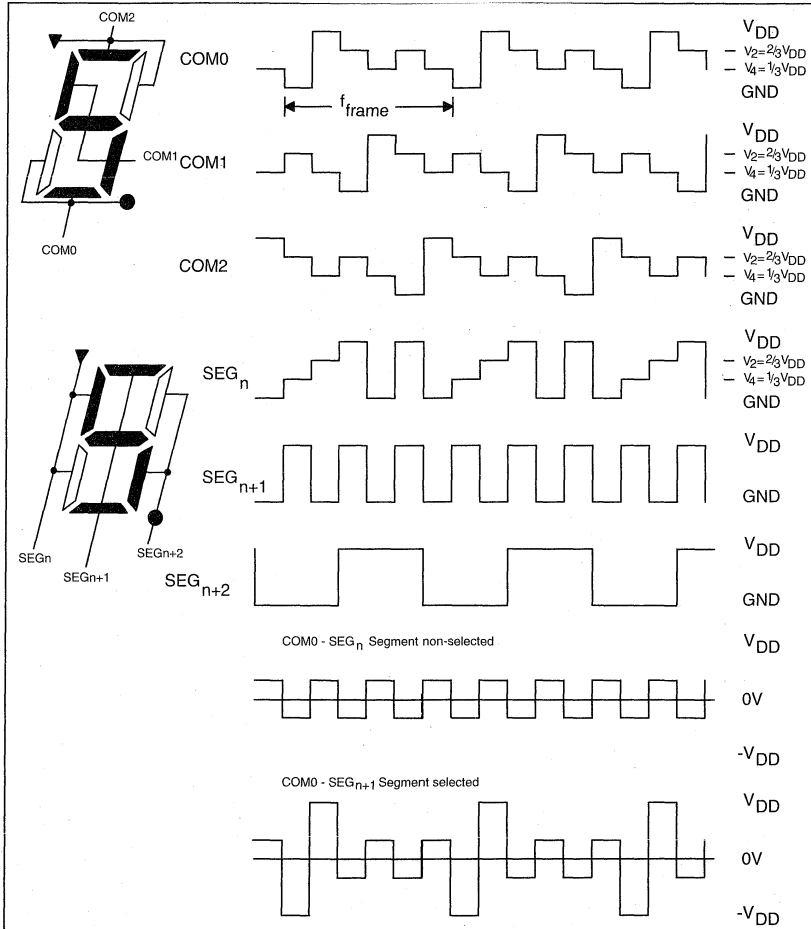 COM2
COM1
COM0
COM0
V_DD
V2=2/3V_DD
V4=1/3V_DD
GND
f_frame
COM1
V_DD
V2=2/3V_DD
V4=1/3V_DD
GND
COM2
V_DD
V2=2/3V_DD
V4=1/3V_DD
GND
SEGn
SEGn+1
SEGn+2
SEG_n
V_DD
V2=2/3V_DD
V4=1/3V_DD
GND
SEG_n+1
V_DD
GND
SEG_n+2
V_DD
GND
COM0 - SEG_n Segment non-selected
V_DD
0V
-V_DD
COM0 - SEG_n+1 Segment selected
V_DD
0V
-V_DD